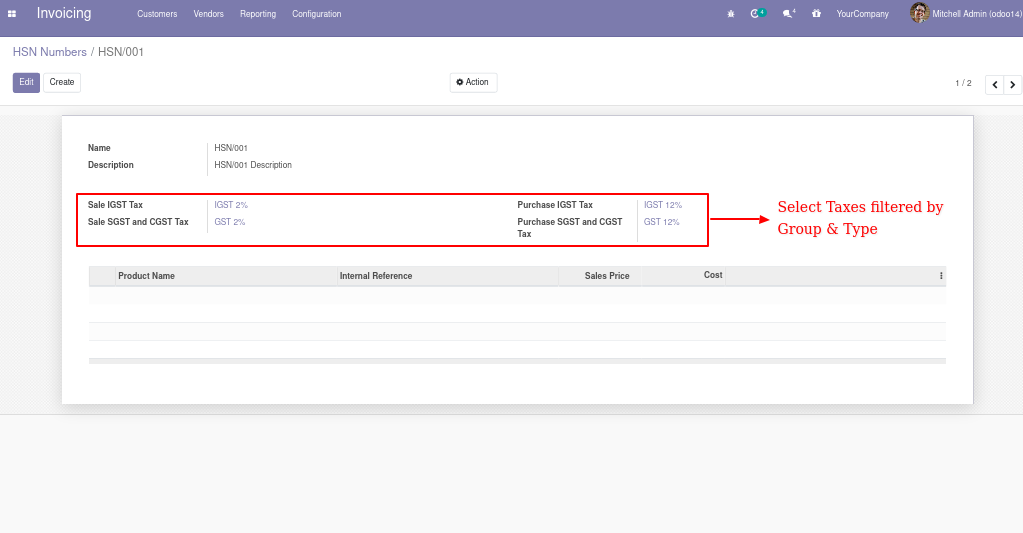 Invoicing Customers Vendors Reporting Configuration 4 4 YourCompany Mitchell Admin (odoo14)
HSN Numbers / HSN/001
Edit Create Action 1 / 2
Name HSN/001
Description HSN/001 Description
Sale IGST Tax IGST 2% Purchase IGST Tax IGST 12%
Sale SGST and CGST Tax GST 2% Purchase SGST and CGST Tax GST 12%
Select Taxes filtered by
Group & Type
Product Name Internal Reference Sales Price Cost